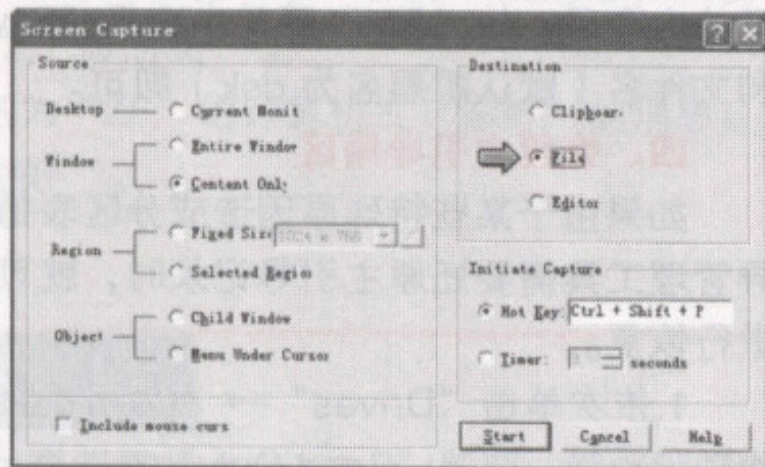 Screen Capture
Source
Desktop
Current Monit
Window
Entire Window
Content Only
Region
Fixed Size
1024 x 768
Selected Region
Object
Child Window
Menu Under Cursor
Include mouse curs
Destination
Clipboar
File
Editor
Initiate Capture
Hot Key: Ctrl + Shift + P
Timer: seconds
Start Cancel Help
"Drives"